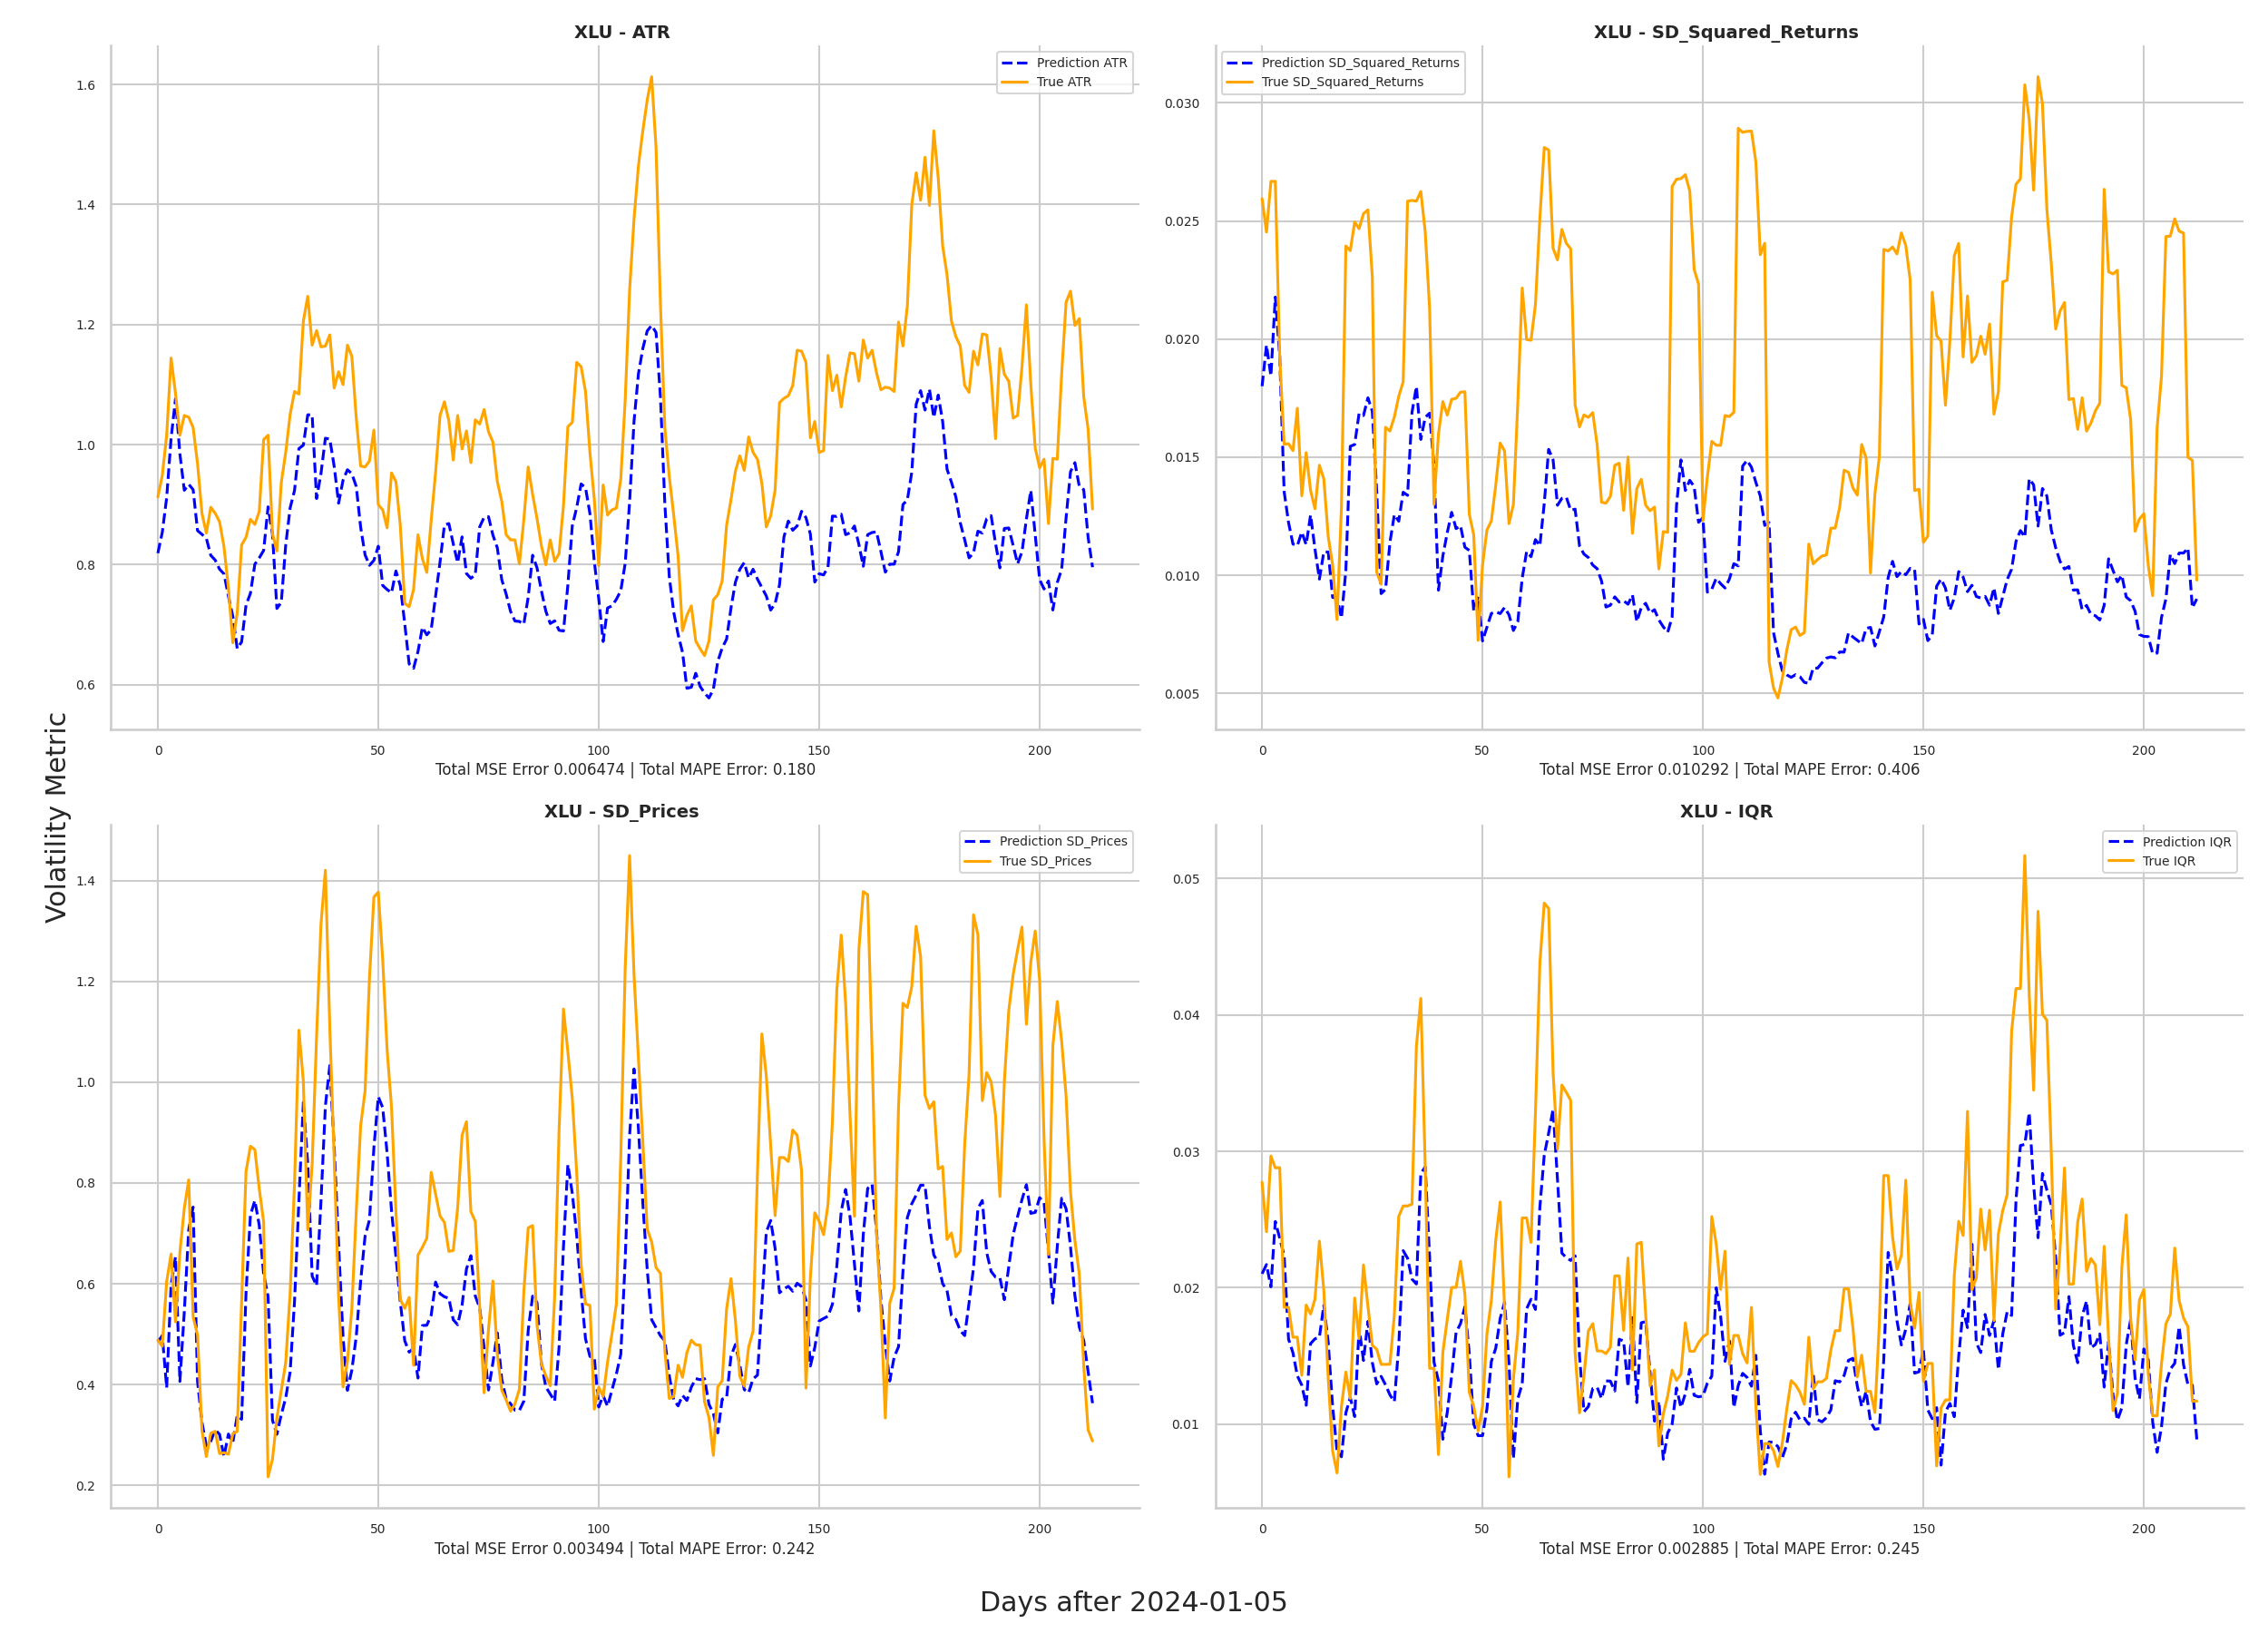 XLU - ATR
Prediction ATR
True ATR
1.6
1.4
1.2
1.0
0.8
0.6
0
50
100
150
200
Total MSE Error 0.006474 | Total MAPE Error: 0.180
XLU - SD_Squared_Returns
Prediction SD_Squared_Returns
True SD_Squared_Returns
0.030
0.025
0.020
0.015
0.010
0.005
0
50
100
150
200
Total MSE Error 0.010292 | Total MAPE Error: 0.406
Volatility Metric
XLU - SD_Prices
Prediction SD_Prices
True SD_Prices
1.4
1.2
1.0
0.8
0.6
0.4
0.2
0
50
100
150
200
Total MSE Error 0.003494 | Total MAPE Error: 0.242
XLU - IQR
Prediction IQR
True IQR
0.05
0.04
0.03
0.02
0.01
0
50
100
150
200
Total MSE Error 0.002885 | Total MAPE Error: 0.245
Days after 2024-01-05